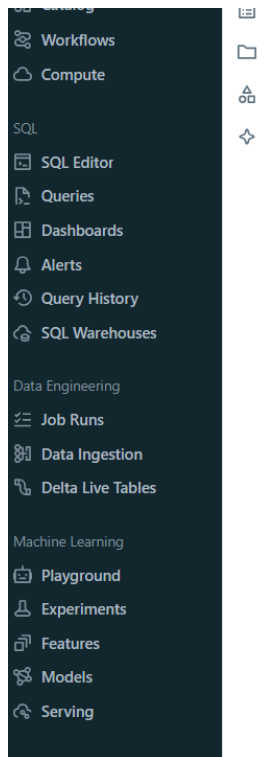 Catalog
Workflows
Compute
SQL
SQL Editor
Queries
Dashboards
Alerts
Query History
SQL Warehouses
Data Engineering
Job Runs
Data Ingestion
Delta Live Tables
Machine Learning
Playground
Experiments
Features
Models
Serving